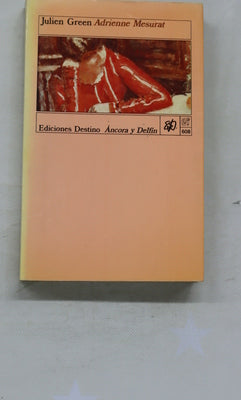 Julien Green Adrienne Mesurat
Ediciones Destino Áncora y Delfín
608